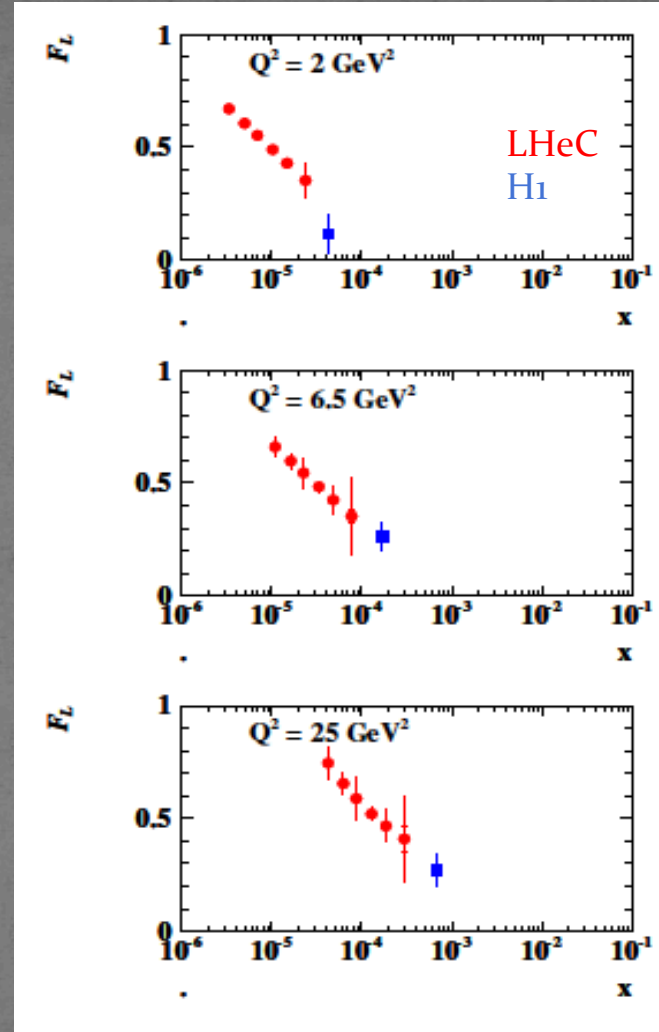 F_L
1
Q² = 2 GeV²
LHeC
H1
0.5
0
10⁻⁶ 10⁻⁵ 10⁻⁴ 10⁻³ 10⁻² 10⁻¹
x
F_L
1
Q² = 6.5 GeV²
0.5
0
10⁻⁶ 10⁻⁵ 10⁻⁴ 10⁻³ 10⁻² 10⁻¹
x
F_L
1
Q² = 25 GeV²
0.5
0
10⁻⁶ 10⁻⁵ 10⁻⁴ 10⁻³ 10⁻² 10⁻¹
x